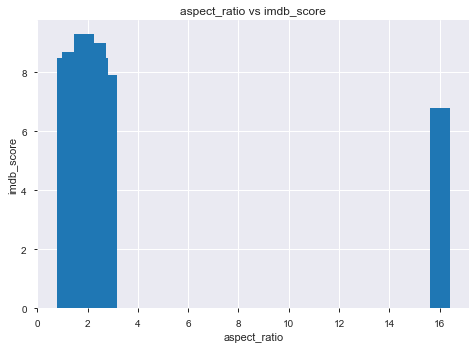 aspect_ratio vs imdb_score
8
6
4
2
0
imdb_score
0 2 4 6 8 10 12 14 16
aspect_ratio